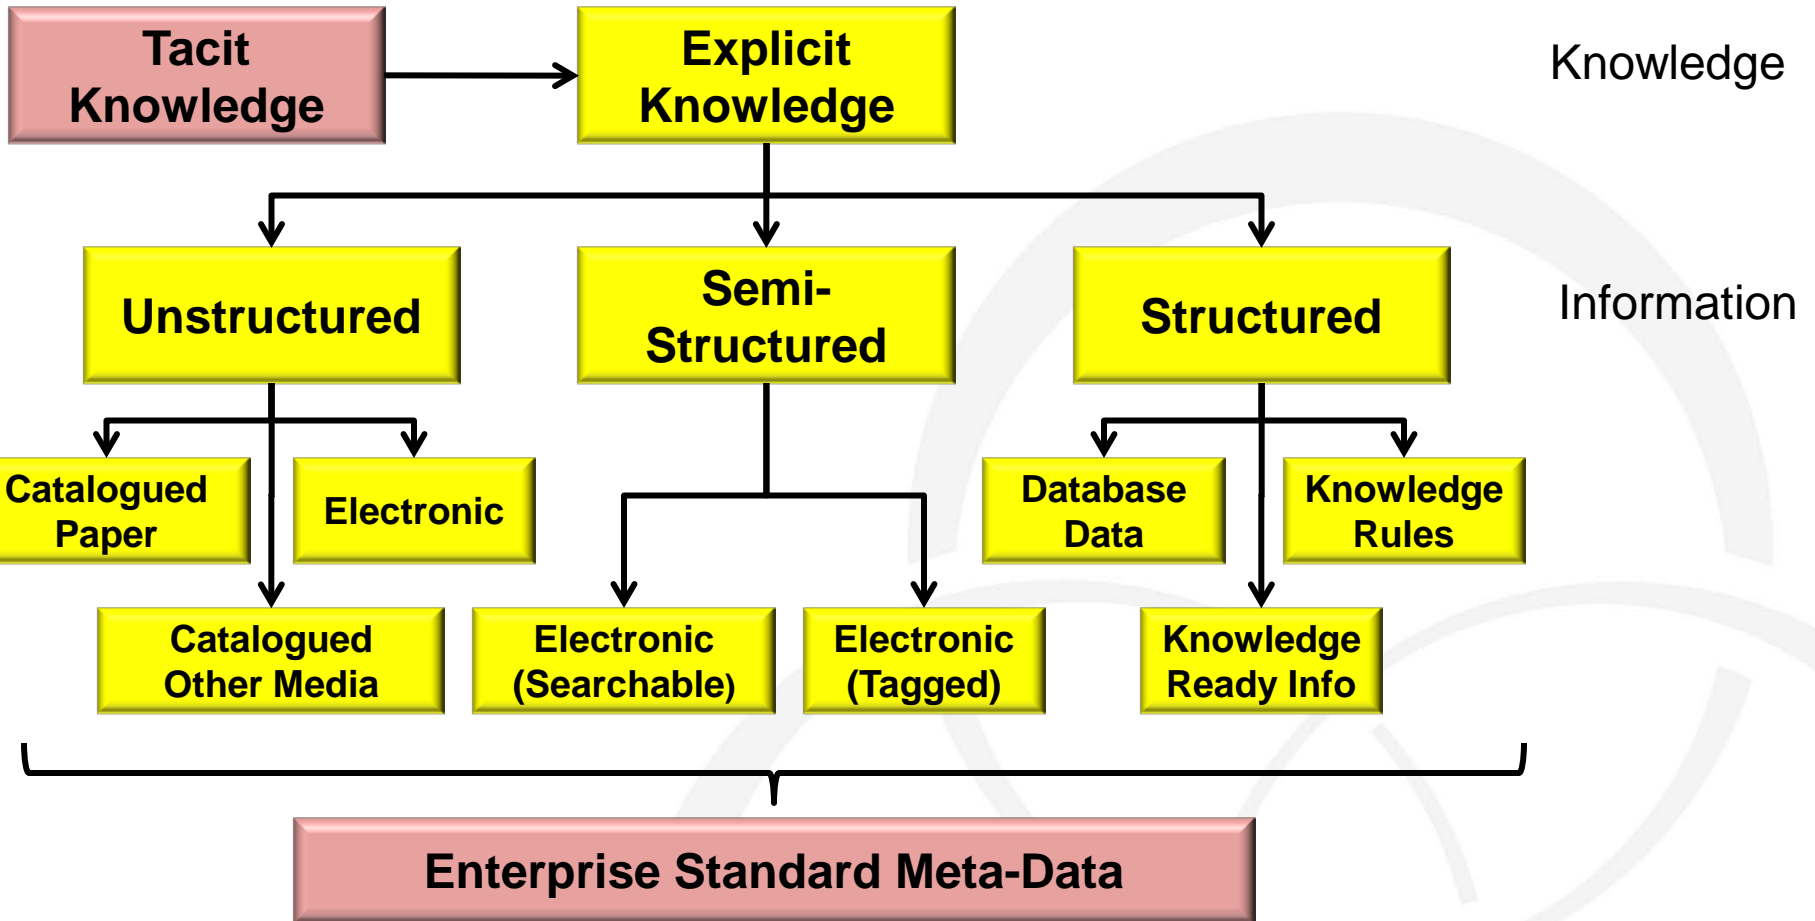 Tacit
Knowledge
Explicit
Knowledge
Knowledge
Unstructured
Semi-
Structured
Structured
Information
Catalogued
Paper
Electronic
Database
Data
Knowledge
Rules
Catalogued
Other Media
Electronic
(Searchable)
Electronic
(Tagged)
Knowledge
Ready Info
Enterprise Standard Meta-Data